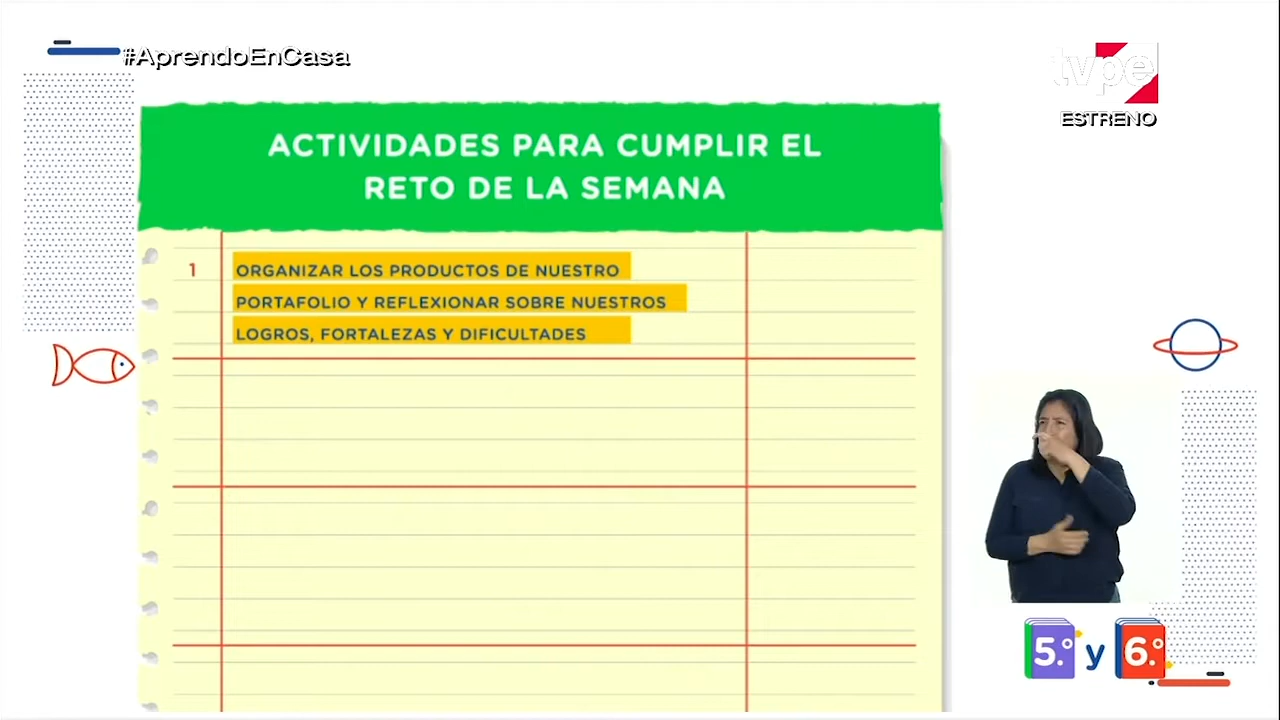 #AprendoEnCasa
tvpe
ESTRENO
ACTIVIDADES PARA CUMPLIR EL
RETO DE LA SEMANA
1 ORGANIZAR LOS PRODUCTOS DE NUESTRO
PORTAFOLIO Y REFLEXIONAR SOBRE NUESTROS
LOGROS, FORTALEZAS Y DIFICULTADES
5.° y 6.°